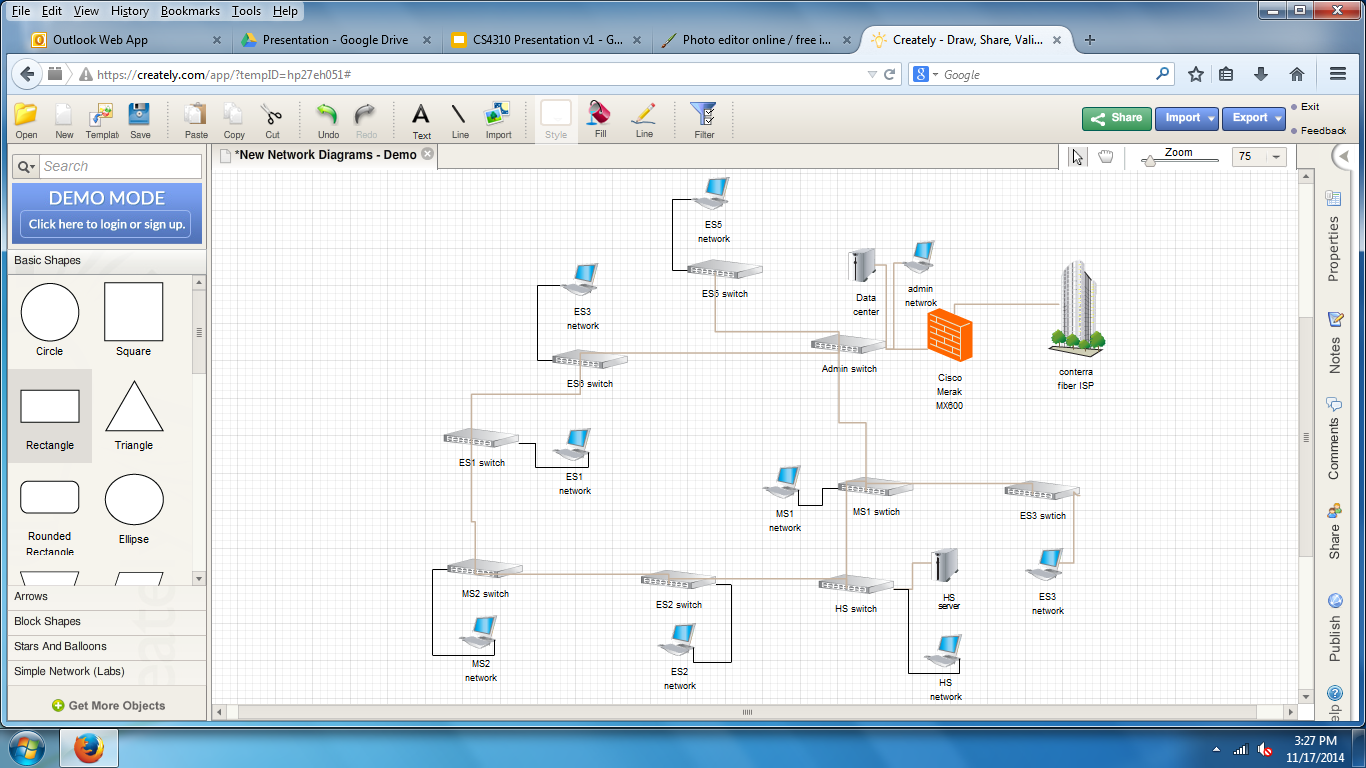 File Edit View History Bookmarks Tools Help
Outlook Web App
Presentation - Google Drive
CS4310 Presentation v1 - G...
Photo editor online / free i...
Creately - Draw, Share, Vali...
https://creately.com/app/?tempID=hp27eh051#
Google
Open New Templat Save Paste Copy Cut Undo Redo Text Line Import Style Fill Line Filter
Share Import Export
Exit
Feedback
Search
*New Network Diagrams - Demo
Zoom
75
DEMO MODE
Click here to login or sign up.
Basic Shapes
Circle
Square
Rectangle
Triangle
Rounded
Rectangle
Ellipse
Arrows
Block Shapes
Stars And Balloons
Simple Network (Labs)
Get More Objects
ES5
network
ES5 switch
ES3
network
ES6 switch
Data
center
admin
netwrok
Admin switch
Cisco
Merak
MX600
conterra
fiber ISP
ES1 switch
ES1
network
MS1
network
MS1 swtich
ES3 swtich
MS2 switch
ES2 switch
HS switch
HS
server
ES3
network
MS2
network
ES2
network
HS
network
Properties
Notes
Comments
Share
Publish
elp
3:27 PM
11/17/2014